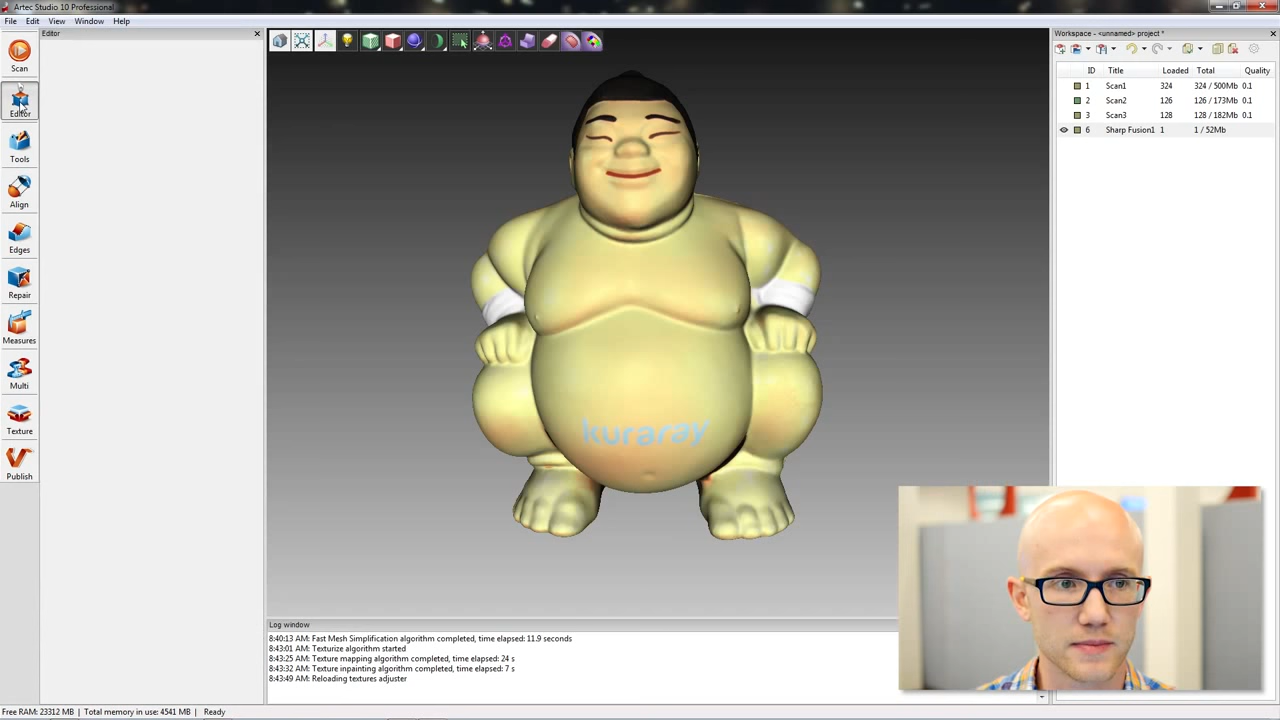 Artec Studio 10 Professional
File Edit View Window Help
Editor
Workspace - <unnamed> project *
Scan
Editor
Tools
Align
Edges
Repair
Measures
Multi
Texture
Publish
ID Title Loaded Total Quality
1 Scan1 324 324 / 500Mb 0.1
2 Scan2 126 126 / 173Mb 0.1
3 Scan3 128 128 / 182Mb 0.1
6 Sharp Fusion1 1 1 / 52Mb
kuraray
Log window
8:40:13 AM: Fast Mesh Simplification algorithm completed, time elapsed: 11.9 seconds
8:43:01 AM: Texturize algorithm started
8:43:25 AM: Texture mapping algorithm completed, time elapsed: 24 s
8:43:32 AM: Texture inpainting algorithm completed, time elapsed: 7 s
8:43:49 AM: Reloading textures adjuster
Free RAM: 23312 MB | Total memory in use: 4541 MB | Ready